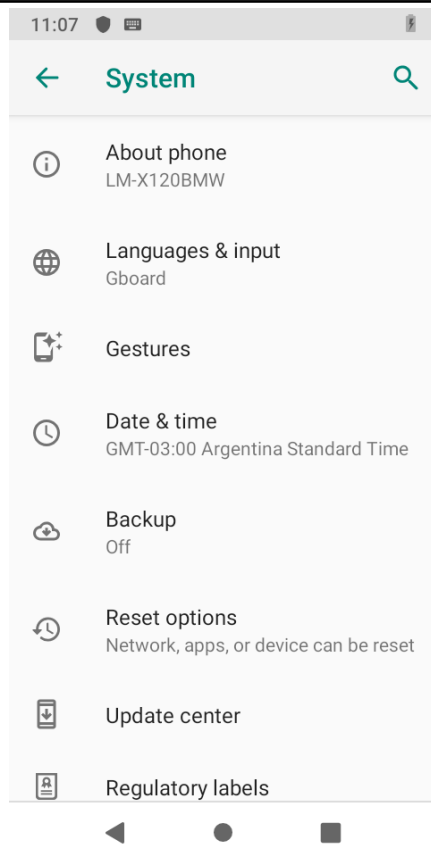 11:07
System
About phone
LM-X120BMW
Languages & input
Gboard
Gestures
Date & time
GMT-03:00 Argentina Standard Time
Backup
Off
Reset options
Network, apps, or device can be reset
Update center
Regulatory labels